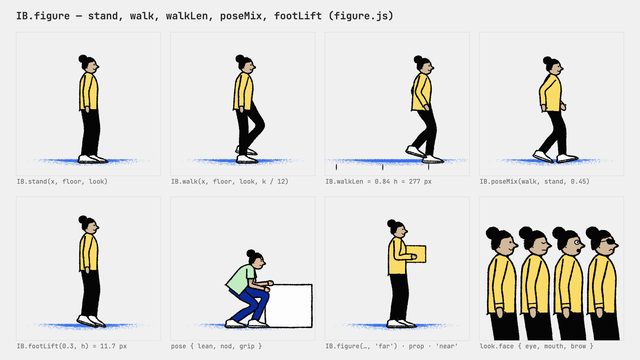 IB.figure — stand, walk, walkLen, poseMix, footLift (figure.js)
IB.stand(x, floor, look)
IB.walk(x, floor, look, k / 12)
IB.walkLen = 0.84 h = 277 px
IB.poseMix(walk, stand, 0.45)
IB.footLift(0.3, h) = 11.7 px
pose { lean, nod, grip }
IB.figure(…, 'far') · prop · 'near'
look.face { eye, mouth, brow }